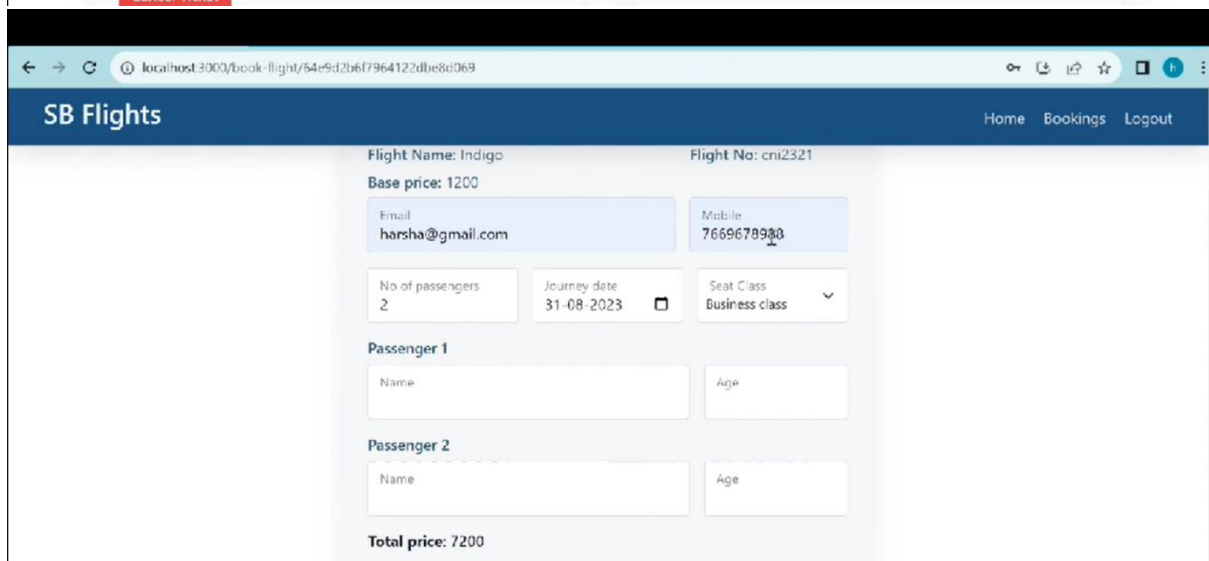 Cancel Ticket
localhost:3000/book-flight/64e9d2b6f7964122dbe8d069
h
SB Flights
Home Bookings Logout
Flight Name: Indigo Flight No: cni2321
Base price: 1200
Email Mobile
harsha@gmail.com
No of passengers Journey date Seat Class
2 31-08-2023 Business class
Passenger 1
Name Age
Passenger 2
Name Age
Total price: 7200